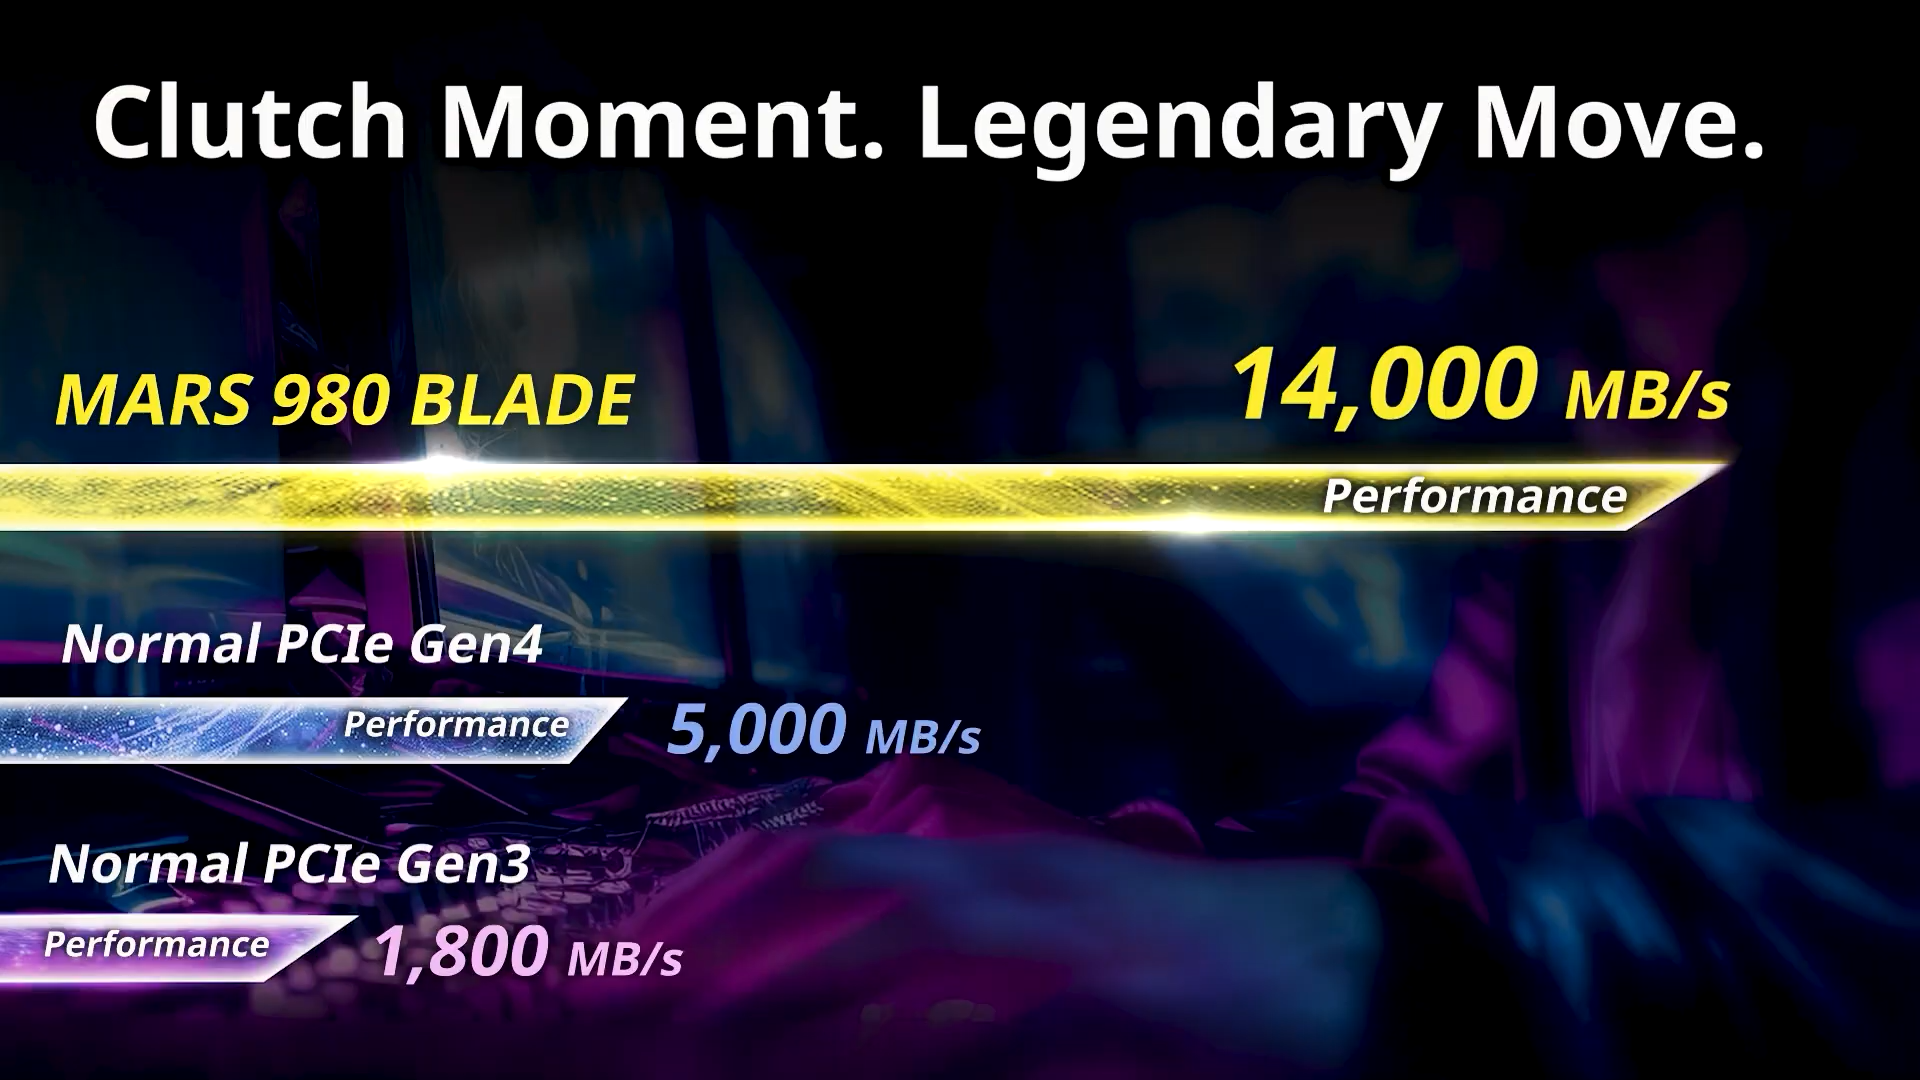 Clutch Moment. Legendary Move.
MARS 980 BLADE
14,000 MB/s
Performance
Normal PCIe Gen4
Performance
5,000 MB/s
Normal PCIe Gen3
Performance
1,800 MB/s